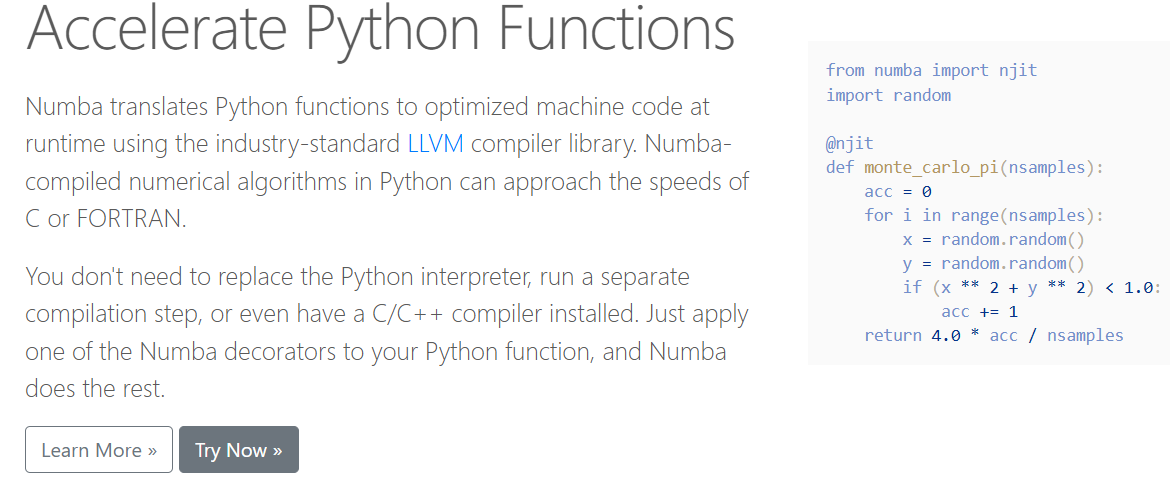 Accelerate Python Functions
Numba translates Python functions to optimized machine code at
runtime using the industry-standard LLVM compiler library. Numba-
compiled numerical algorithms in Python can approach the speeds of
C or FORTRAN.
You don't need to replace the Python interpreter, run a separate
compilation step, or even have a C/C++ compiler installed. Just apply
one of the Numba decorators to your Python function, and Numba
does the rest.
Learn More » Try Now »
from numba import njit
import random

@njit
def monte_carlo_pi(nsamples):
    acc = 0
    for i in range(nsamples):
        x = random.random()
        y = random.random()
        if (x ** 2 + y ** 2) < 1.0:
            acc += 1
    return 4.0 * acc / nsamples